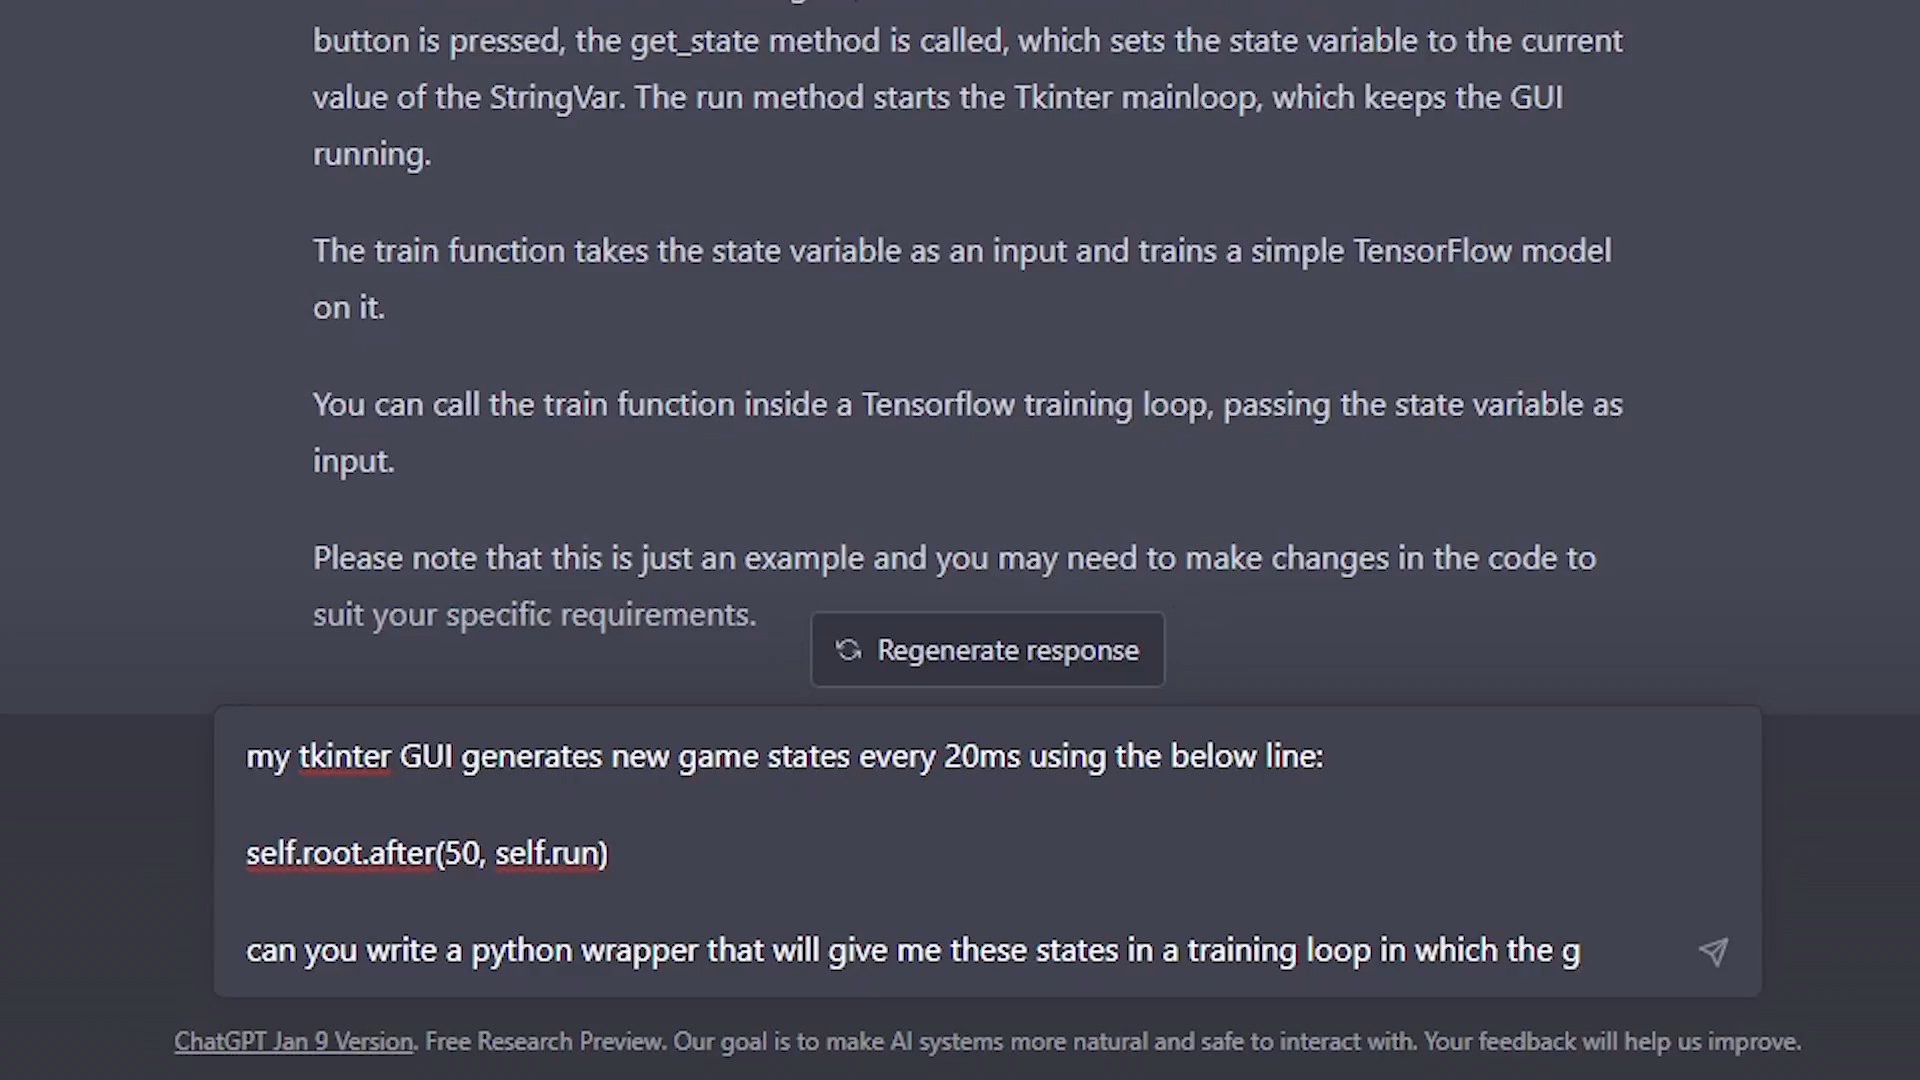 button is pressed, the get_state method is called, which sets the state variable to the current
value of the StringVar. The run method starts the Tkinter mainloop, which keeps the GUI
running.
The train function takes the state variable as an input and trains a simple TensorFlow model
on it.
You can call the train function inside a Tensorflow training loop, passing the state variable as
input.
Please note that this is just an example and you may need to make changes in the code to
suit your specific requirements.
Regenerate response
my tkinter GUI generates new game states every 20ms using the below line:
self.root.after(50, self.run)
can you write a python wrapper that will give me these states in a training loop in which the g
ChatGPT Jan 9 Version. Free Research Preview. Our goal is to make AI systems more natural and safe to interact with. Your feedback will help us improve.